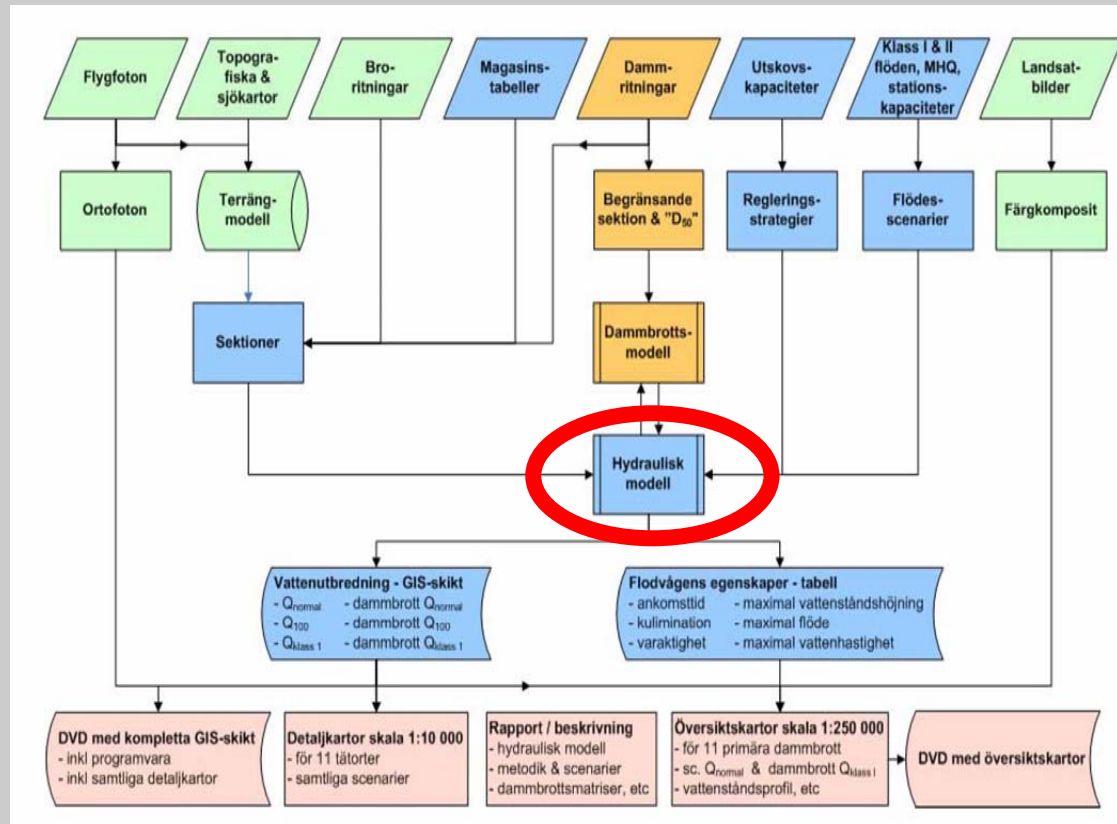 Flygfoton
Topogra-
fiska &
sjökartor
Bro-
ritningar
Magasins-
tabeller
Damm-
ritningar
Utskovs-
kapaciteter
Klass I & II
flöden, MHQ,
stations-
kapaciteter
Landsat-
bilder
Ortofoton
Terräng-
modell
Begränsande
sektion & "D50"
Reglerings-
strategier
Flödes-
scenarier
Färgkomposit
Sektioner
Dammbrotts-
modell
Hydraulisk
modell
Vattenutbredning - GIS-skikt
- Qnormal - dammbrott Qnormal
- Q100 - dammbrott Q100
- Qklass 1 - dammbrott Qklass 1
Flodvågens egenskaper - tabell
- ankomsttid - maximal vattenståndshöjning
- kulimination - maximal flöde
- varaktighet - maximal vattenhastighet
DVD med kompletta GIS-skikt
- inkl programvara
- inkl samtliga detaljkartor
Detaljkartor skala 1:10 000
- för 11 tätorter
- samtliga scenarier
Rapport / beskrivning
- hydraulisk modell
- metodik & scenarier
- dammbrottsmatriser, etc
Översiktskartor skala 1:250 000
- för 11 primära dammbrott
- sc. Qnormal & dammbrott Qklass I
- vattenståndsprofil, etc
DVD med översiktskartor